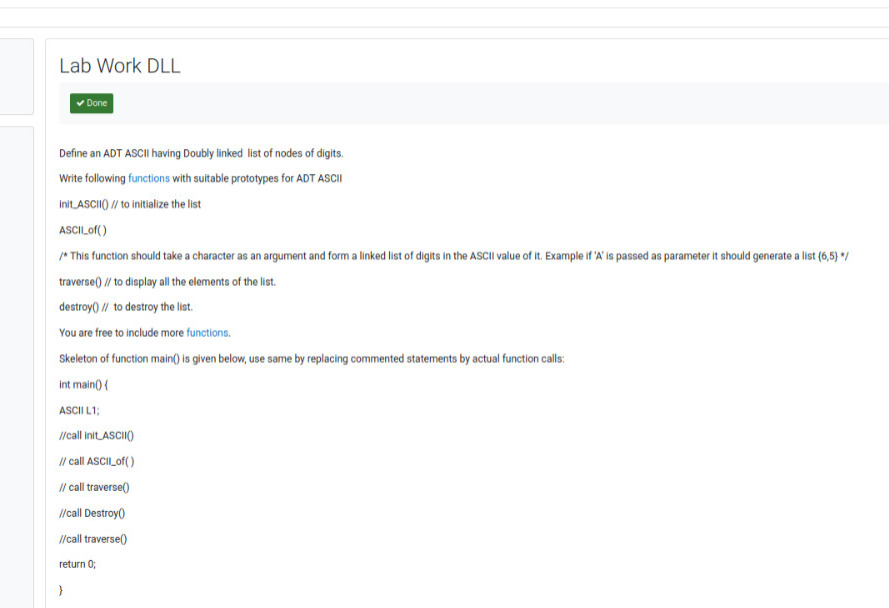 Lab Work DLL
✔ Done
Define an ADT ASCII having Doubly linked list of nodes of digits.
Write following functions with suitable prototypes for ADT ASCII
init_ASCII() // to initialize the list
ASCII_of( )
/* This function should take a character as an argument and form a linked list of digits in the ASCII value of it. Example if 'A' is passed as parameter it should generate a list {6,5} */
traverse() // to display all the elements of the list.
destroy() // to destroy the list.
You are free to include more functions.
Skeleton of function main() is given below, use same by replacing commented statements by actual function calls:
int main() {
ASCII L1;
//call init_ASCII()
// call ASCII_of( )
// call traverse()
//call Destroy()
//call traverse()
return 0;
}